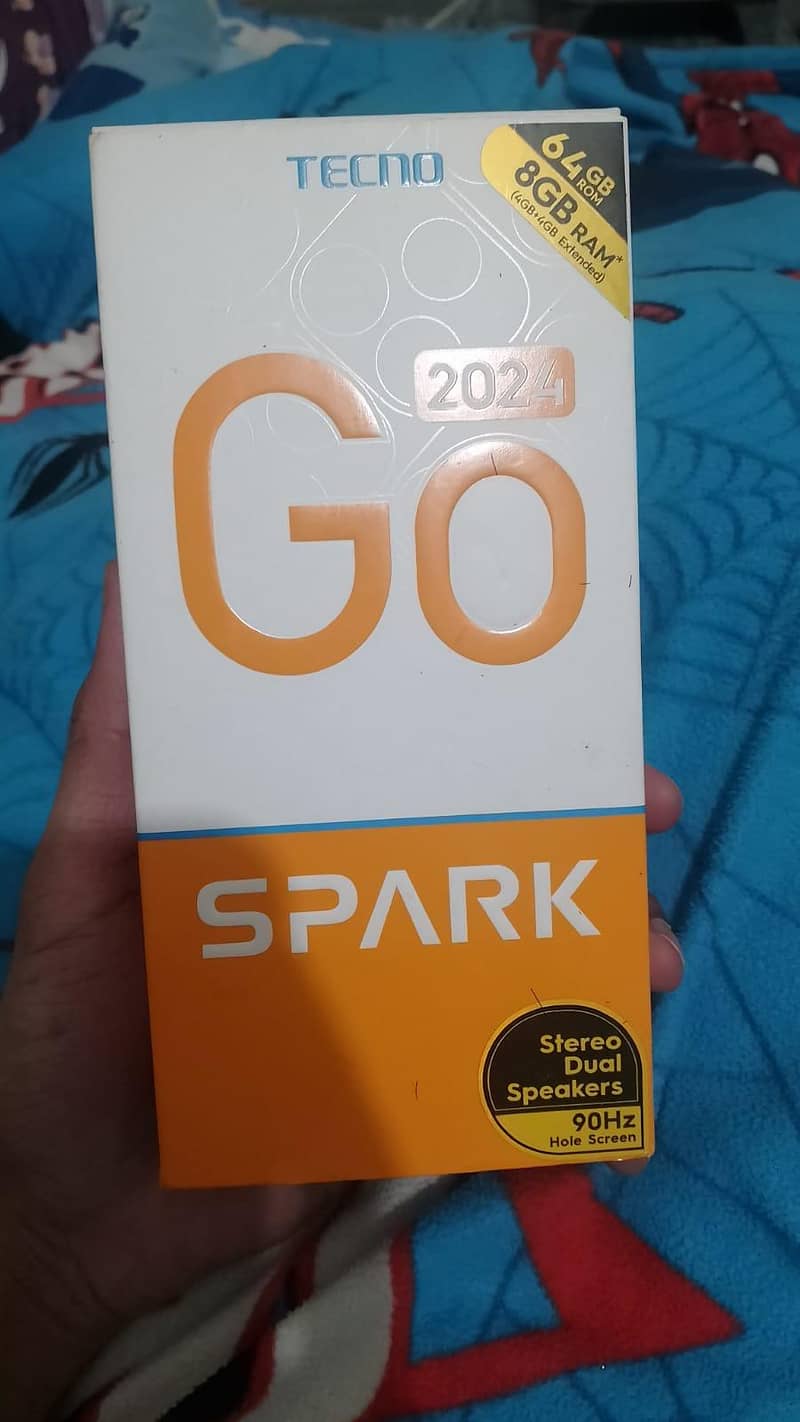 TECNO
64GB
ROM
8GB RAM*
(4GB+4GB Extended)
2024
Go
SPARK
Stereo
Dual
Speakers
90Hz
Hole Screen